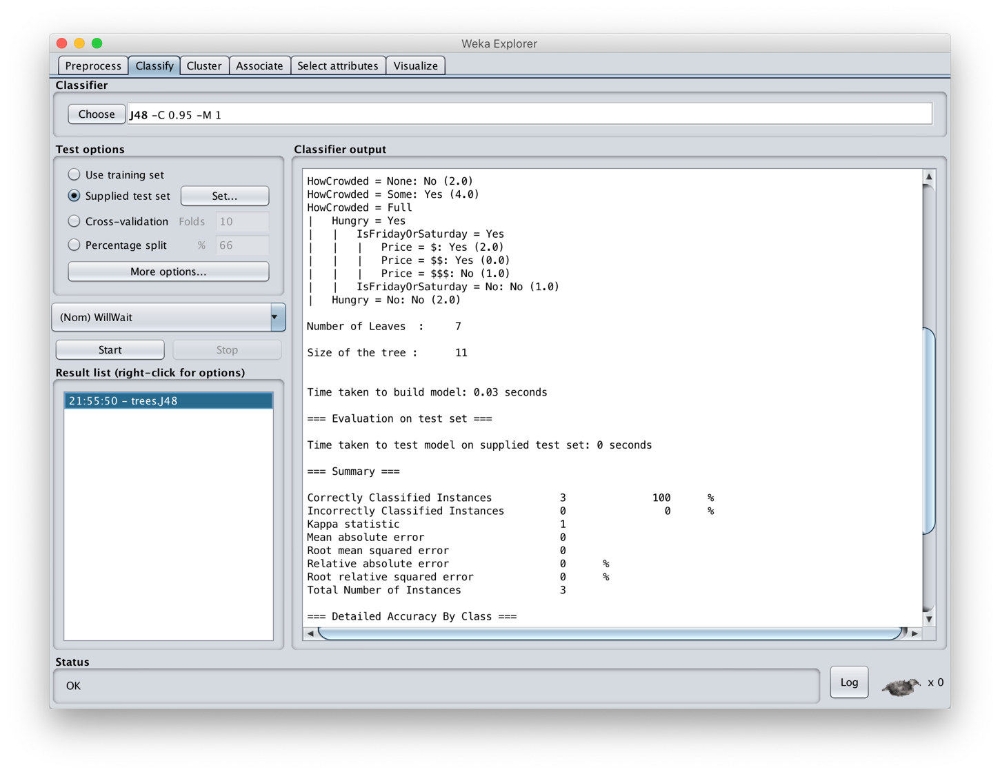 Weka Explorer
Preprocess Classify Cluster Associate Select attributes Visualize
Classifier
Choose J48 -C 0.95 -M 1
Test options
Use training set
Supplied test set Set...
Cross-validation Folds 10
Percentage split % 66
More options...
(Nom) WillWait
Start Stop
Result list (right-click for options)
21:55:50 - trees.J48
Classifier output
HowCrowded = None: No (2.0)
HowCrowded = Some: Yes (4.0)
HowCrowded = Full
|   Hungry = Yes
|   |   IsFridayOrSaturday = Yes
|   |   |   Price = $: Yes (2.0)
|   |   |   Price = $$: Yes (0.0)
|   |   |   Price = $$$: No (1.0)
|   |   IsFridayOrSaturday = No: No (1.0)
|   Hungry = No: No (2.0)
Number of Leaves  :     7
Size of the tree :      11
Time taken to build model: 0.03 seconds
=== Evaluation on test set ===
Time taken to test model on supplied test set: 0 seconds
=== Summary ===
Correctly Classified Instances           3              100      %
Incorrectly Classified Instances         0                0      %
Kappa statistic                          1
Mean absolute error                      0
Root mean squared error                  0
Relative absolute error                  0      %
Root relative squared error              0      %
Total Number of Instances                3
=== Detailed Accuracy By Class ===
Status
OK
Log x 0